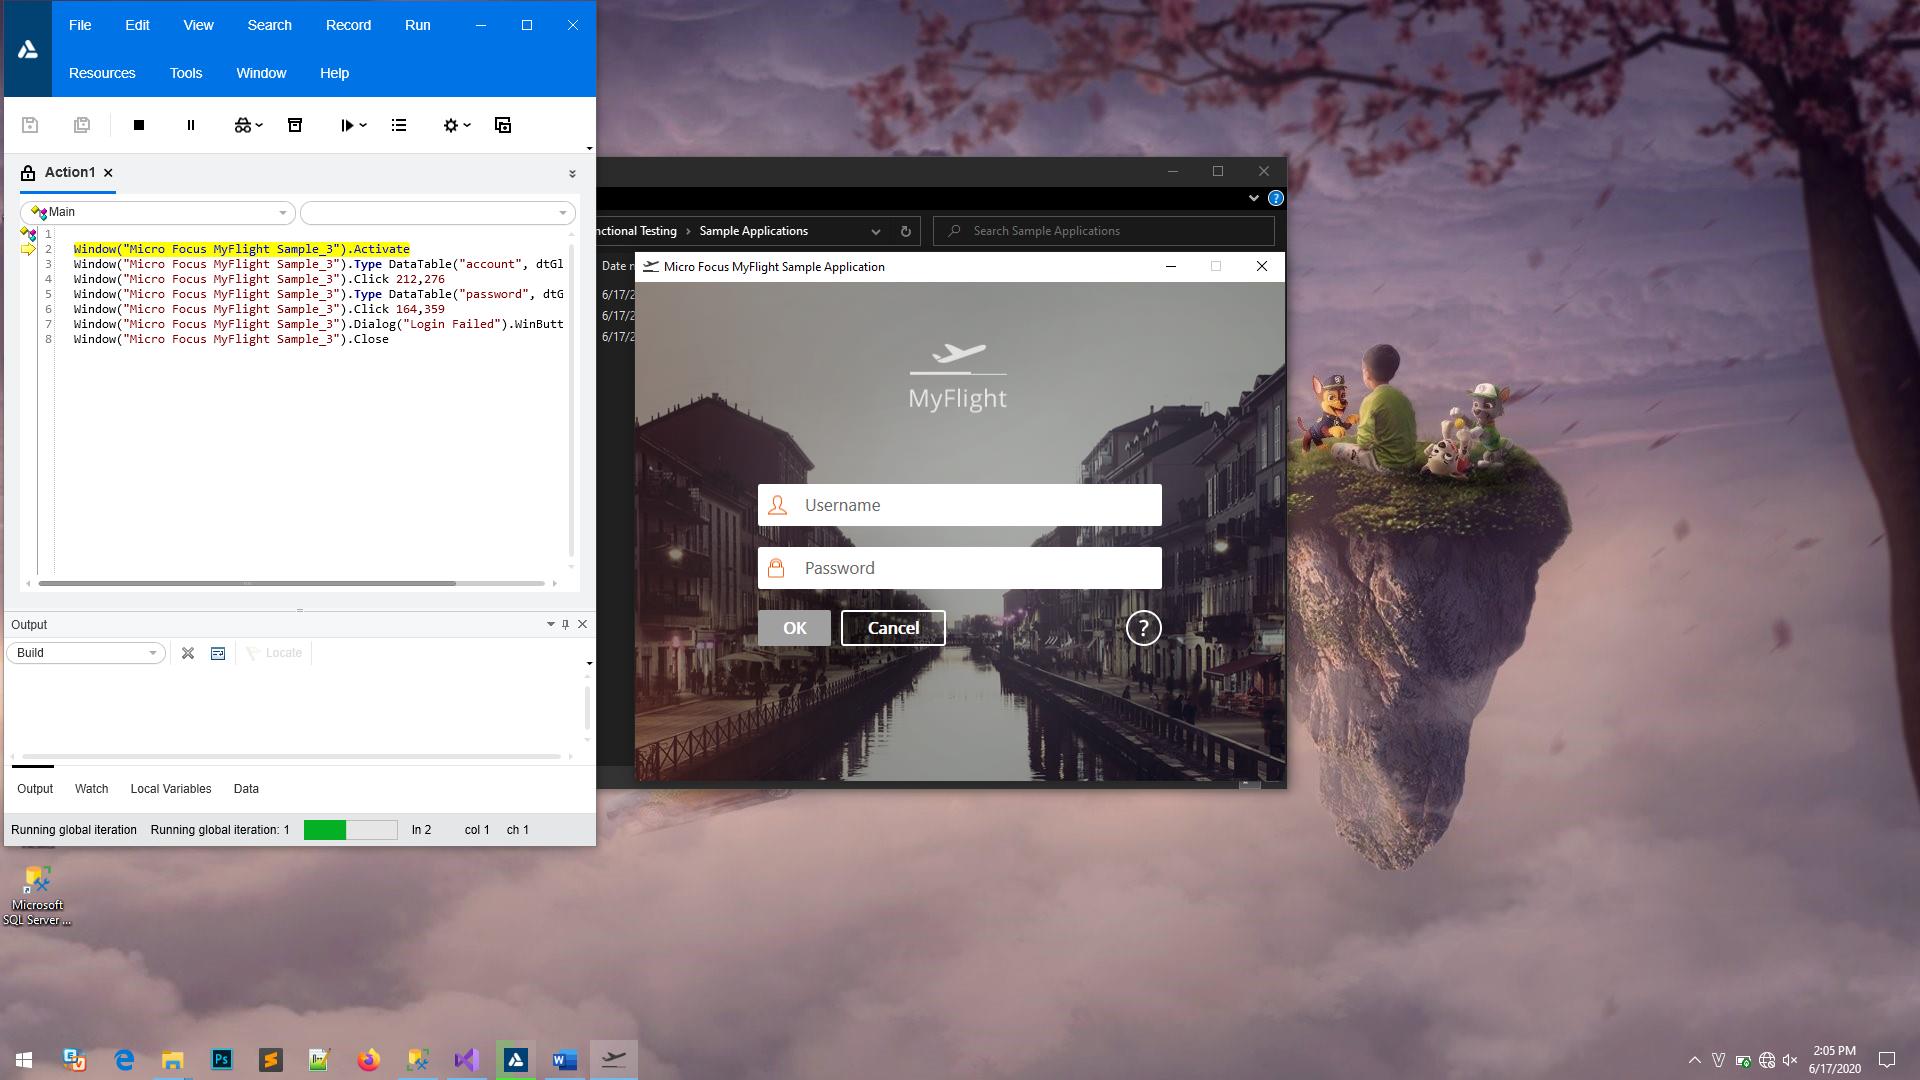 File Edit View Search Record Run
Resources Tools Window Help
Action1
Main
1
2 Window("Micro Focus MyFlight Sample_3").Activate
3 Window("Micro Focus MyFlight Sample_3").Type DataTable("account", dtGl
4 Window("Micro Focus MyFlight Sample_3").Click 212,276
5 Window("Micro Focus MyFlight Sample_3").Type DataTable("password", dtG
6 Window("Micro Focus MyFlight Sample_3").Click 164,359
7 Window("Micro Focus MyFlight Sample_3").Dialog("Login Failed").WinButt
8 Window("Micro Focus MyFlight Sample_3").Close
Output
Build
Locate
Output Watch Local Variables Data
Running global iteration Running global iteration: 1 ln 2 col 1 ch 1
nctional Testing › Sample Applications
Search Sample Applications
?
Date
6/17/2
6/17/2
6/17/2
Micro Focus MyFlight Sample Application
MyFlight
Username
Password
OK Cancel ?
Microsoft
SQL Server ...
Ps
2:05 PM
6/17/2020